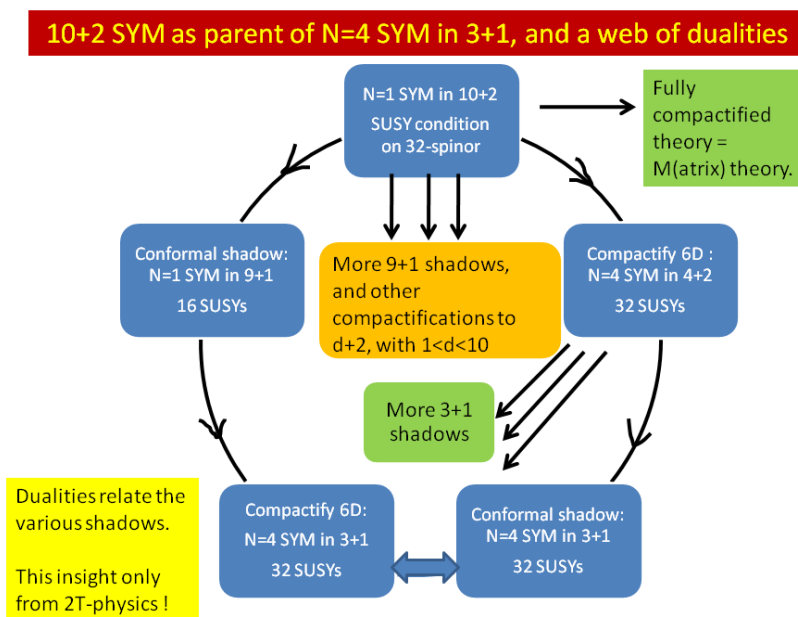 10+2 SYM as parent of N=4 SYM in 3+1, and a web of dualities
N=1 SYM in 10+2
SUSY condition
on 32-spinor
Fully
compactified
theory =
M(atrix) theory.
Conformal shadow:
N=1 SYM in 9+1
16 SUSYs
More 9+1 shadows,
and other
compactifications to
d+2, with 1<d<10
Compactify 6D :
N=4 SYM in 4+2
32 SUSYs
More 3+1
shadows
Dualities relate the
various shadows.
This insight only
from 2T-physics !
Compactify 6D:
N=4 SYM in 3+1
32 SUSYs
Conformal shadow:
N=4 SYM in 3+1
32 SUSYs